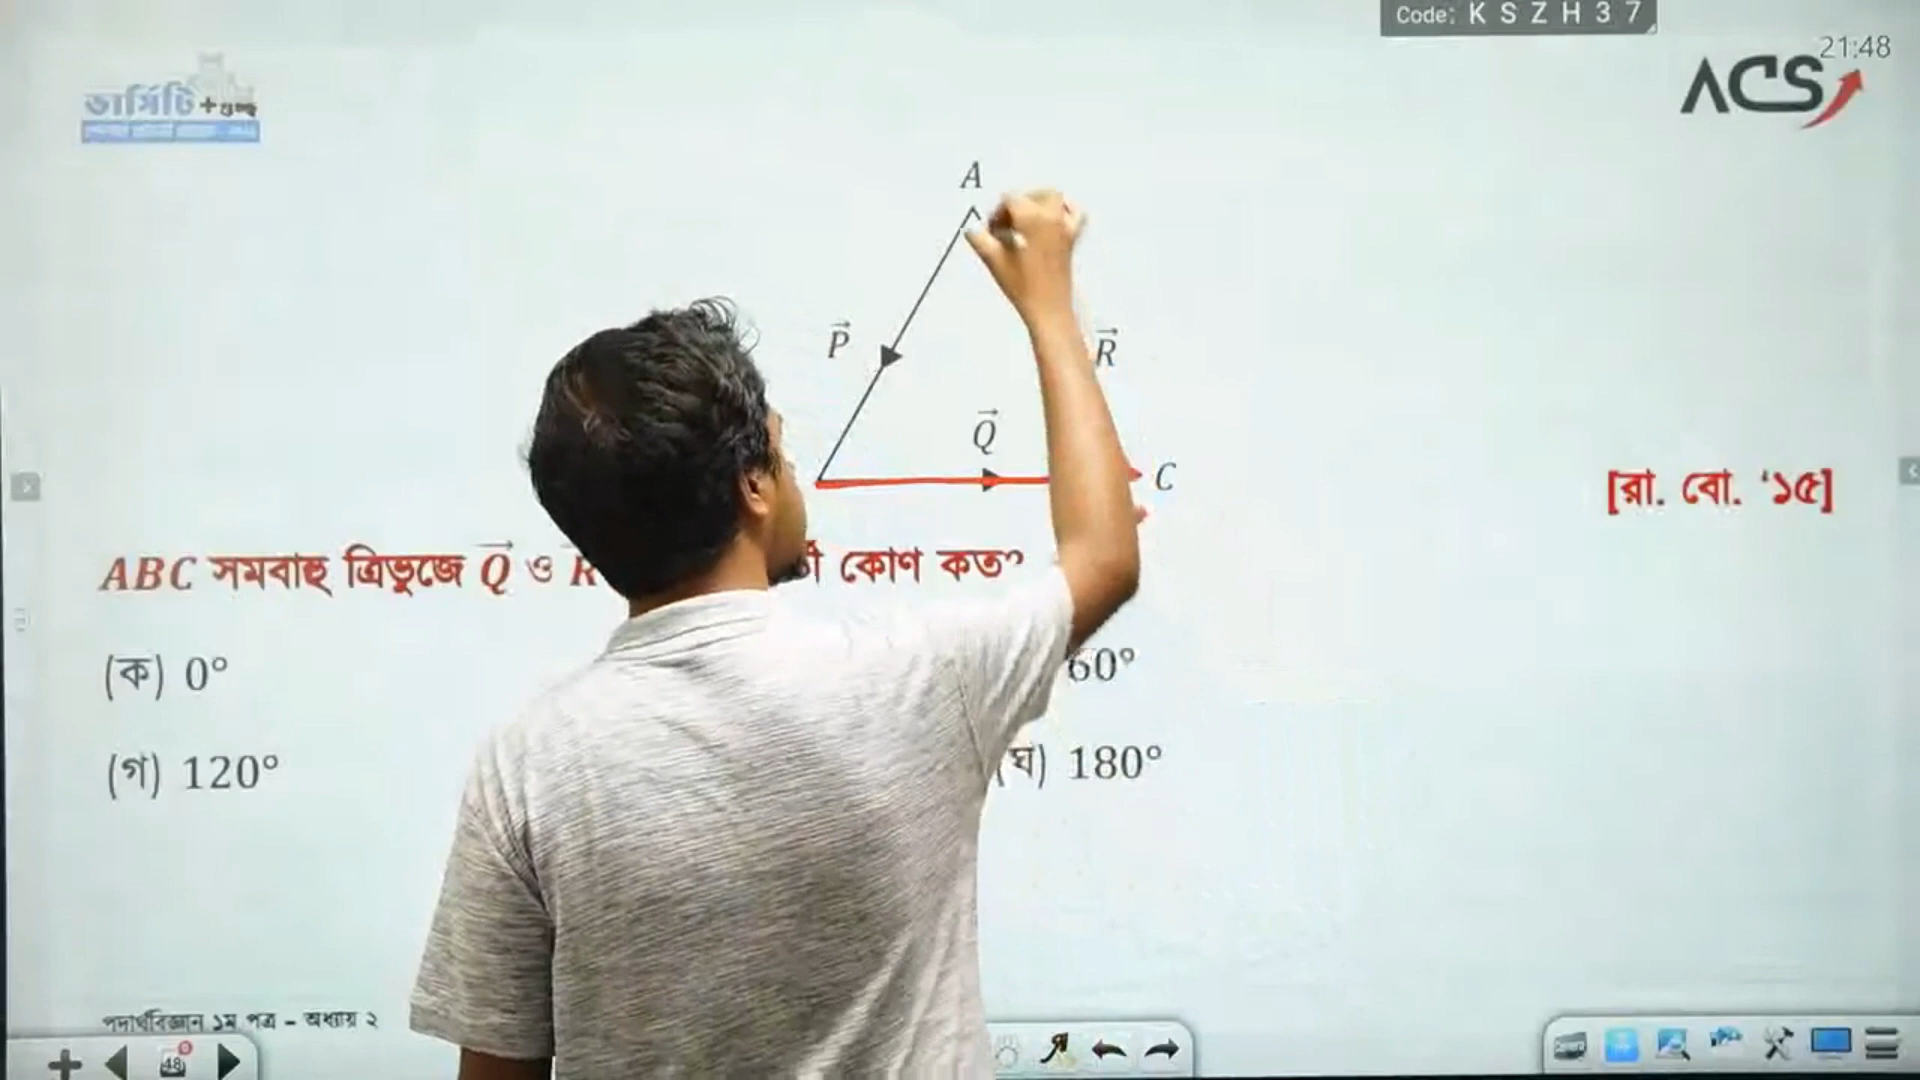 Code: K S Z H 3 7
21:48
ভার্সিটি +
ACS
A
P
R
Q
C
[রা. বো. ‘১৫]
ABC সমবাহু ত্রিভুজে Q ও R কোণ কত?
(ক) 0°
60°
(গ) 120°
(ঘ) 180°
পদার্থবিজ্ঞান ১ম পত্র – অধ্যায় ২
48